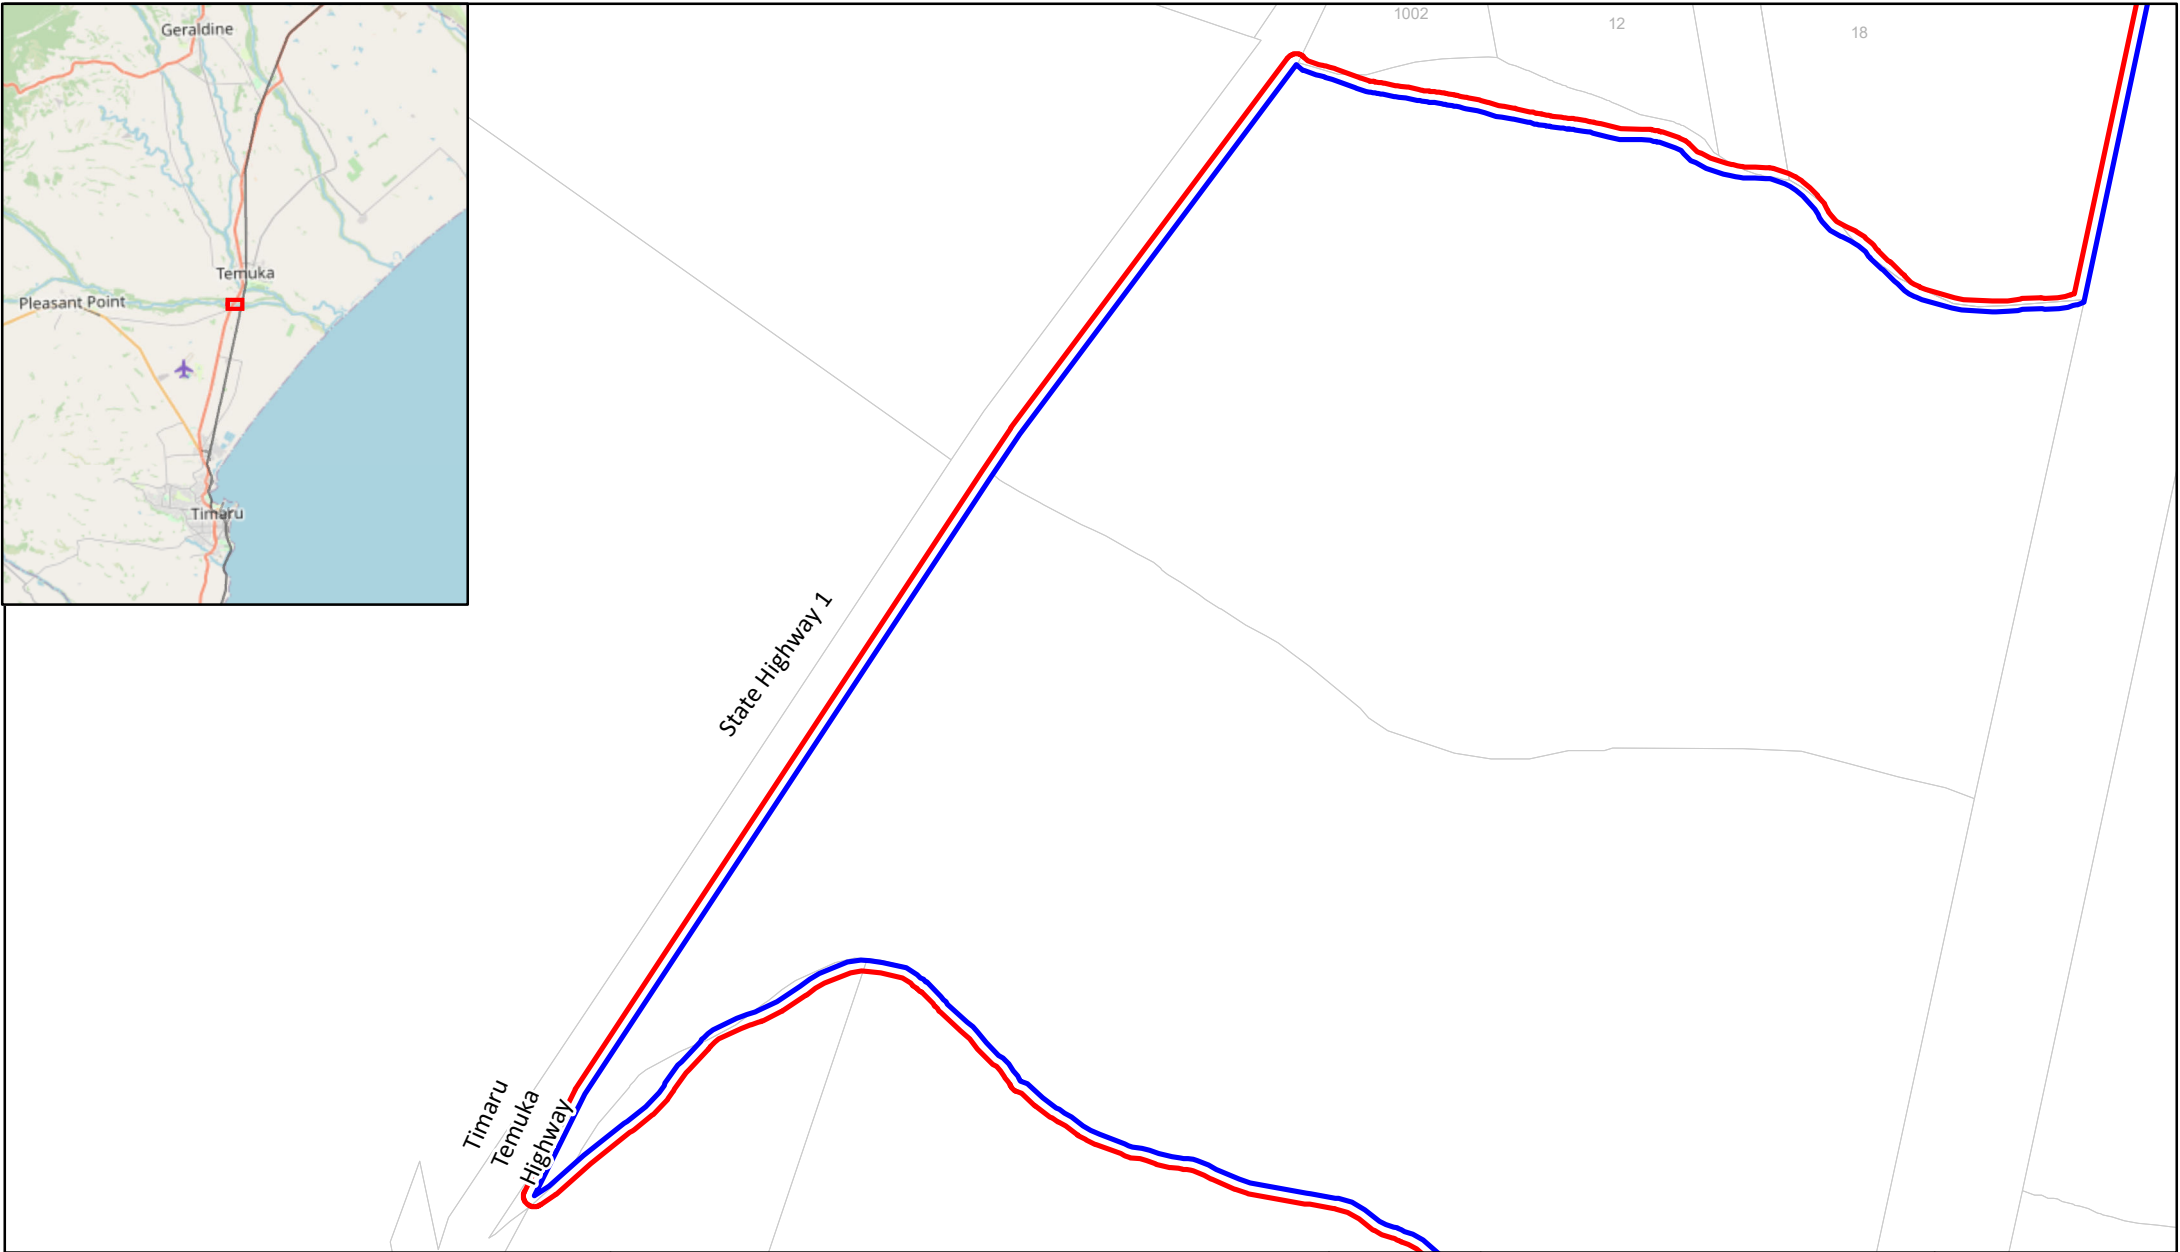 Geraldine
Temuka
Pleasant Point
Timaru
1002
12
18
State Highway 1
Timaru
Temuka
Highway